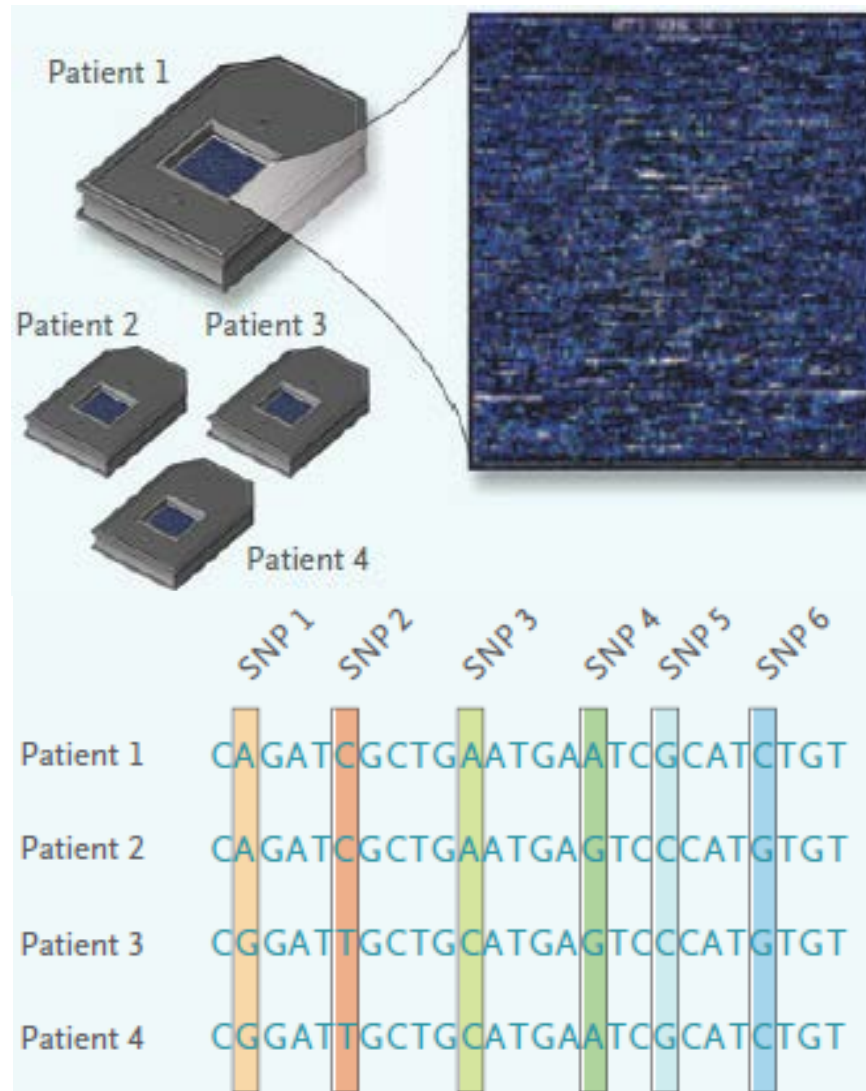 Patient 1
Patient 2
Patient 3
Patient 4
SNP 1
SNP 2
SNP 3
SNP 4
SNP 5
SNP 6
Patient 1 CAGATCGCTGAATGAATCGCATCTGT
Patient 2 CAGATCGCTGAATGAGTCCCATGTGT
Patient 3 CGGATTGCTGCATGAGTCCCATGTGT
Patient 4 CGGATTGCTGCATGAATCGCATCTGT